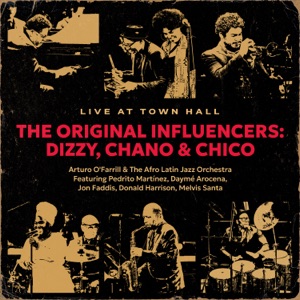 LIVE AT TOWN HALL
THE ORIGINAL INFLUENCERS:
DIZZY, CHANO & CHICO
Arturo O'Farrill & The Afro Latin Jazz Orchestra
Featuring Pedrito Martínez, Daymé Arocena,
Jon Faddis, Donald Harrison, Melvis Santa